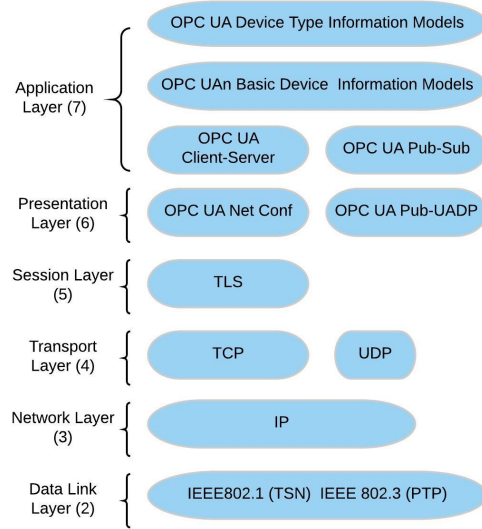 OPC UA Device Type Information Models
Application
Layer (7)
OPC UAn Basic Device  Information Models
OPC UA
Client-Server
OPC UA Pub-Sub
Presentation
Layer (6)
OPC UA Net Conf
OPC UA Pub-UADP
Session Layer
(5)
TLS
Transport
Layer (4)
TCP
UDP
Network Layer
(3)
IP
Data Link
Layer (2)
IEEE802.1 (TSN)  IEEE 802.3 (PTP)